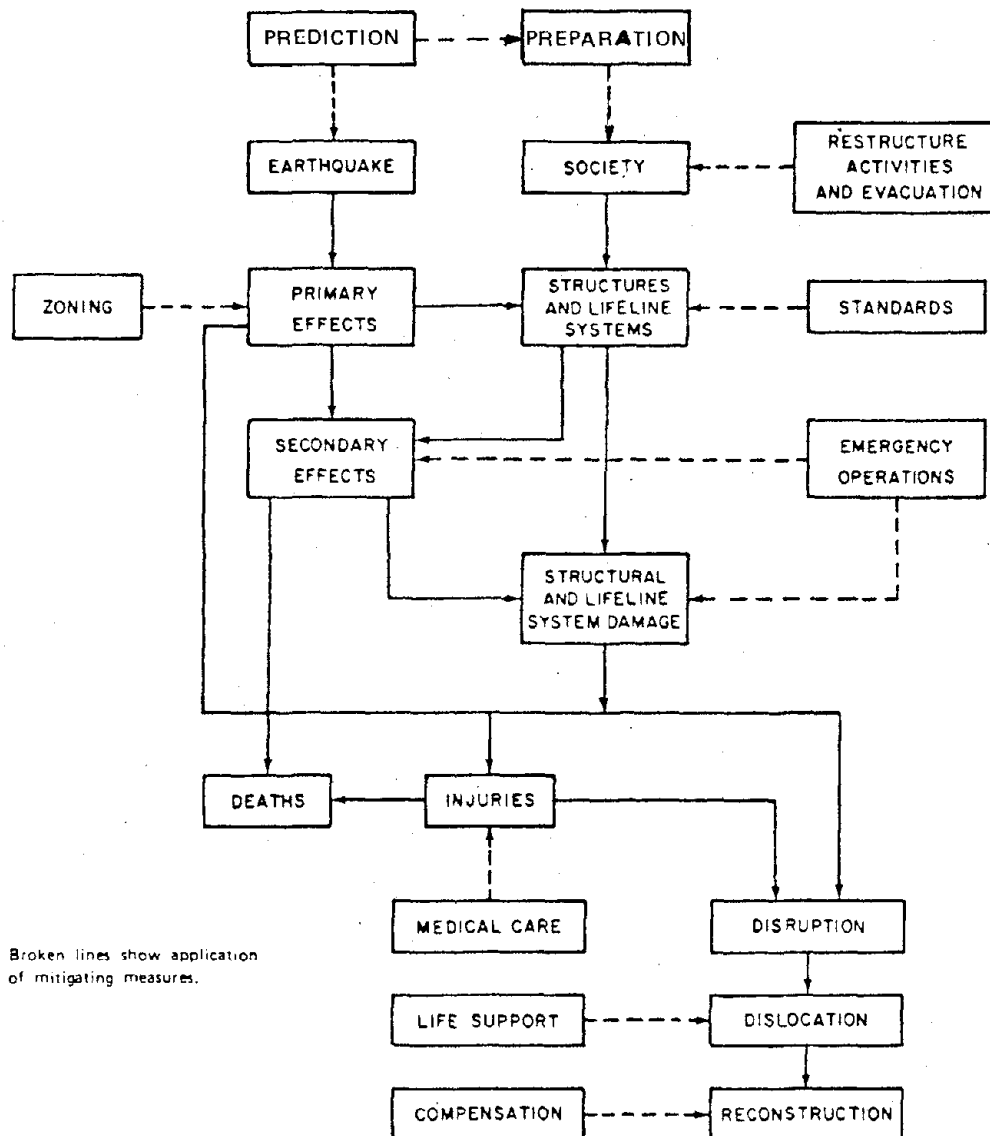 PREDICTION
PREPARATION
EARTHQUAKE
SOCIETY
RESTRUCTURE
ACTIVITIES
AND EVACUATION
ZONING
PRIMARY
EFFECTS
STRUCTURES
AND LIFELINE
SYSTEMS
STANDARDS
SECONDARY
EFFECTS
EMERGENCY
OPERATIONS
STRUCTURAL
AND LIFELINE
SYSTEM DAMAGE
DEATHS
INJURIES
MEDICAL CARE
DISRUPTION
Broken lines show application
of mitigating measures.
LIFE SUPPORT
DISLOCATION
COMPENSATION
RECONSTRUCTION